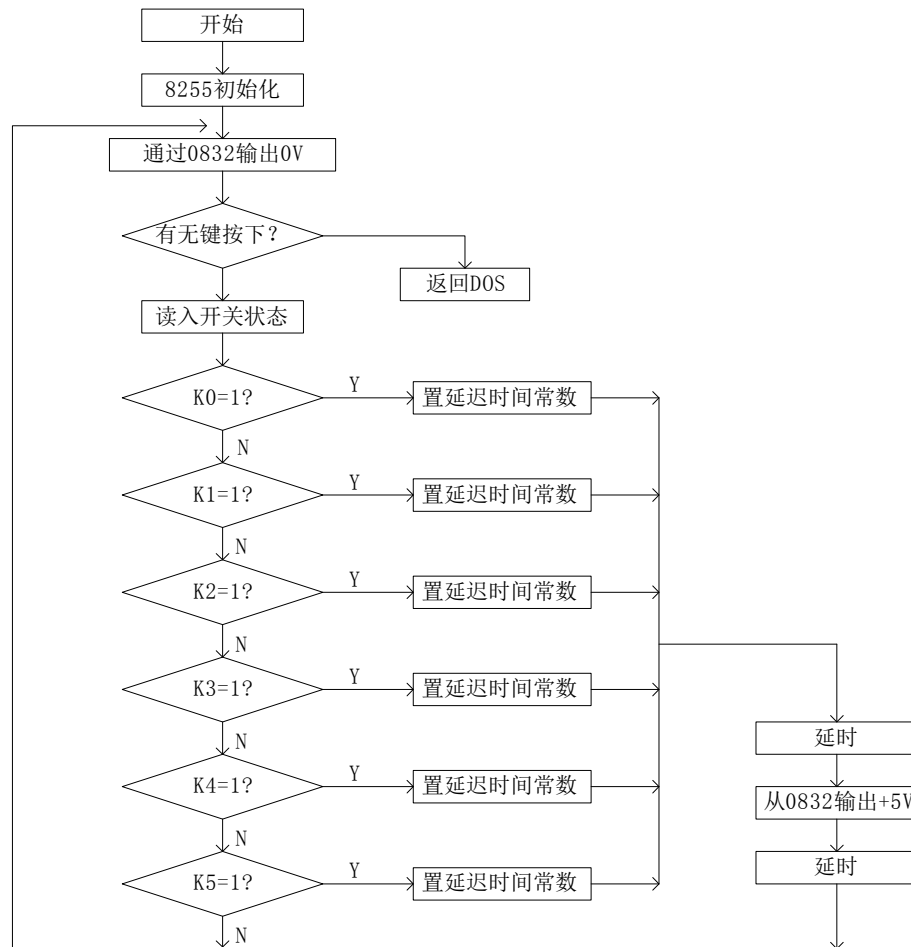 开始
8255初始化
通过0832输出0V
有无键按下？
返回DOS
读入开关状态
K0=1?
Y
置延迟时间常数
N
K1=1?
Y
置延迟时间常数
N
K2=1?
Y
置延迟时间常数
N
K3=1?
Y
置延迟时间常数
N
延时
K4=1?
Y
置延迟时间常数
从0832输出+5V
N
K5=1?
Y
置延迟时间常数
延时
N